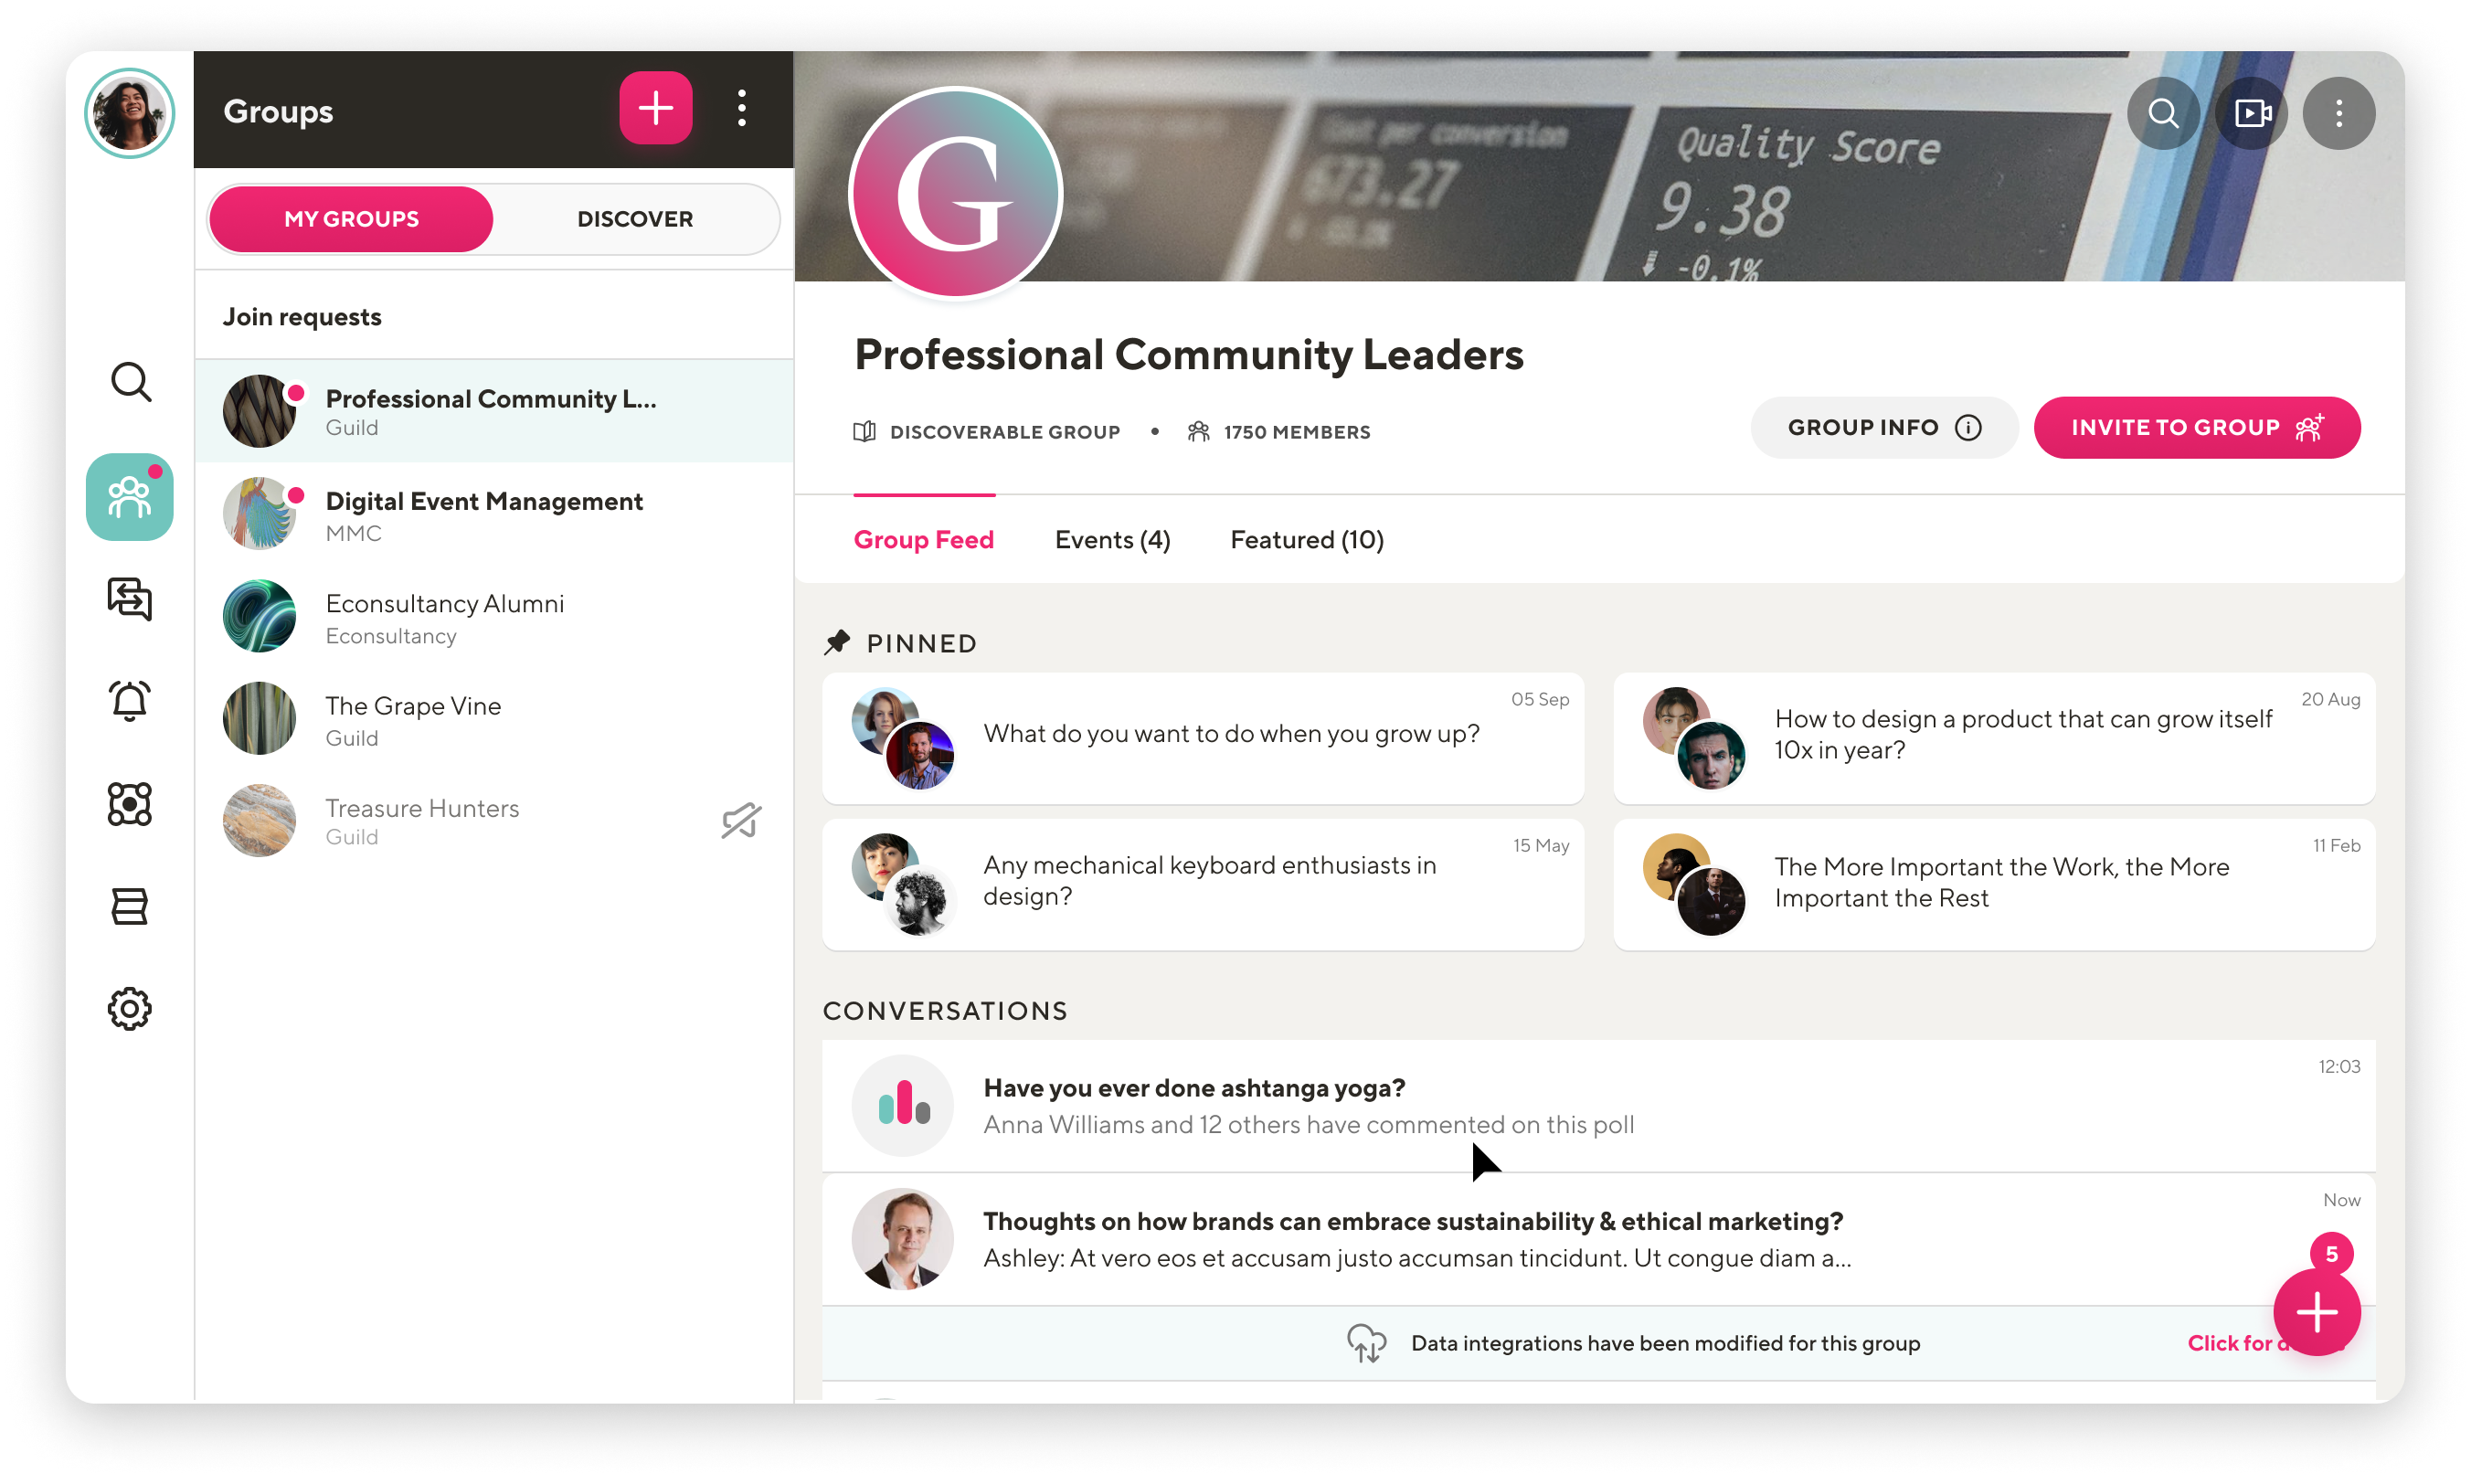 Groups
MY GROUPS
DISCOVER
Join requests
Professional Community L...
Guild
Digital Event Management
MMC
Econsultancy Alumni
Econsultancy
The Grape Vine
Guild
Treasure Hunters
Guild
Cost per conversion
673.27
Quality Score
9.38
-0.1%
G
Professional Community Leaders
DISCOVERABLE GROUP • 1750 MEMBERS
GROUP INFO
INVITE TO GROUP
Group Feed
Events (4)
Featured (10)
PINNED
05 Sep
What do you want to do when you grow up?
20 Aug
How to design a product that can grow itself
10x in year?
15 May
Any mechanical keyboard enthusiasts in
design?
11 Feb
The More Important the Work, the More
Important the Rest
CONVERSATIONS
12:03
Have you ever done ashtanga yoga?
Anna Williams and 12 others have commented on this poll
Now
Thoughts on how brands can embrace sustainability & ethical marketing?
Ashley: At vero eos et accusam justo accumsan tincidunt. Ut congue diam a...
5
Data integrations have been modified for this group
Click for